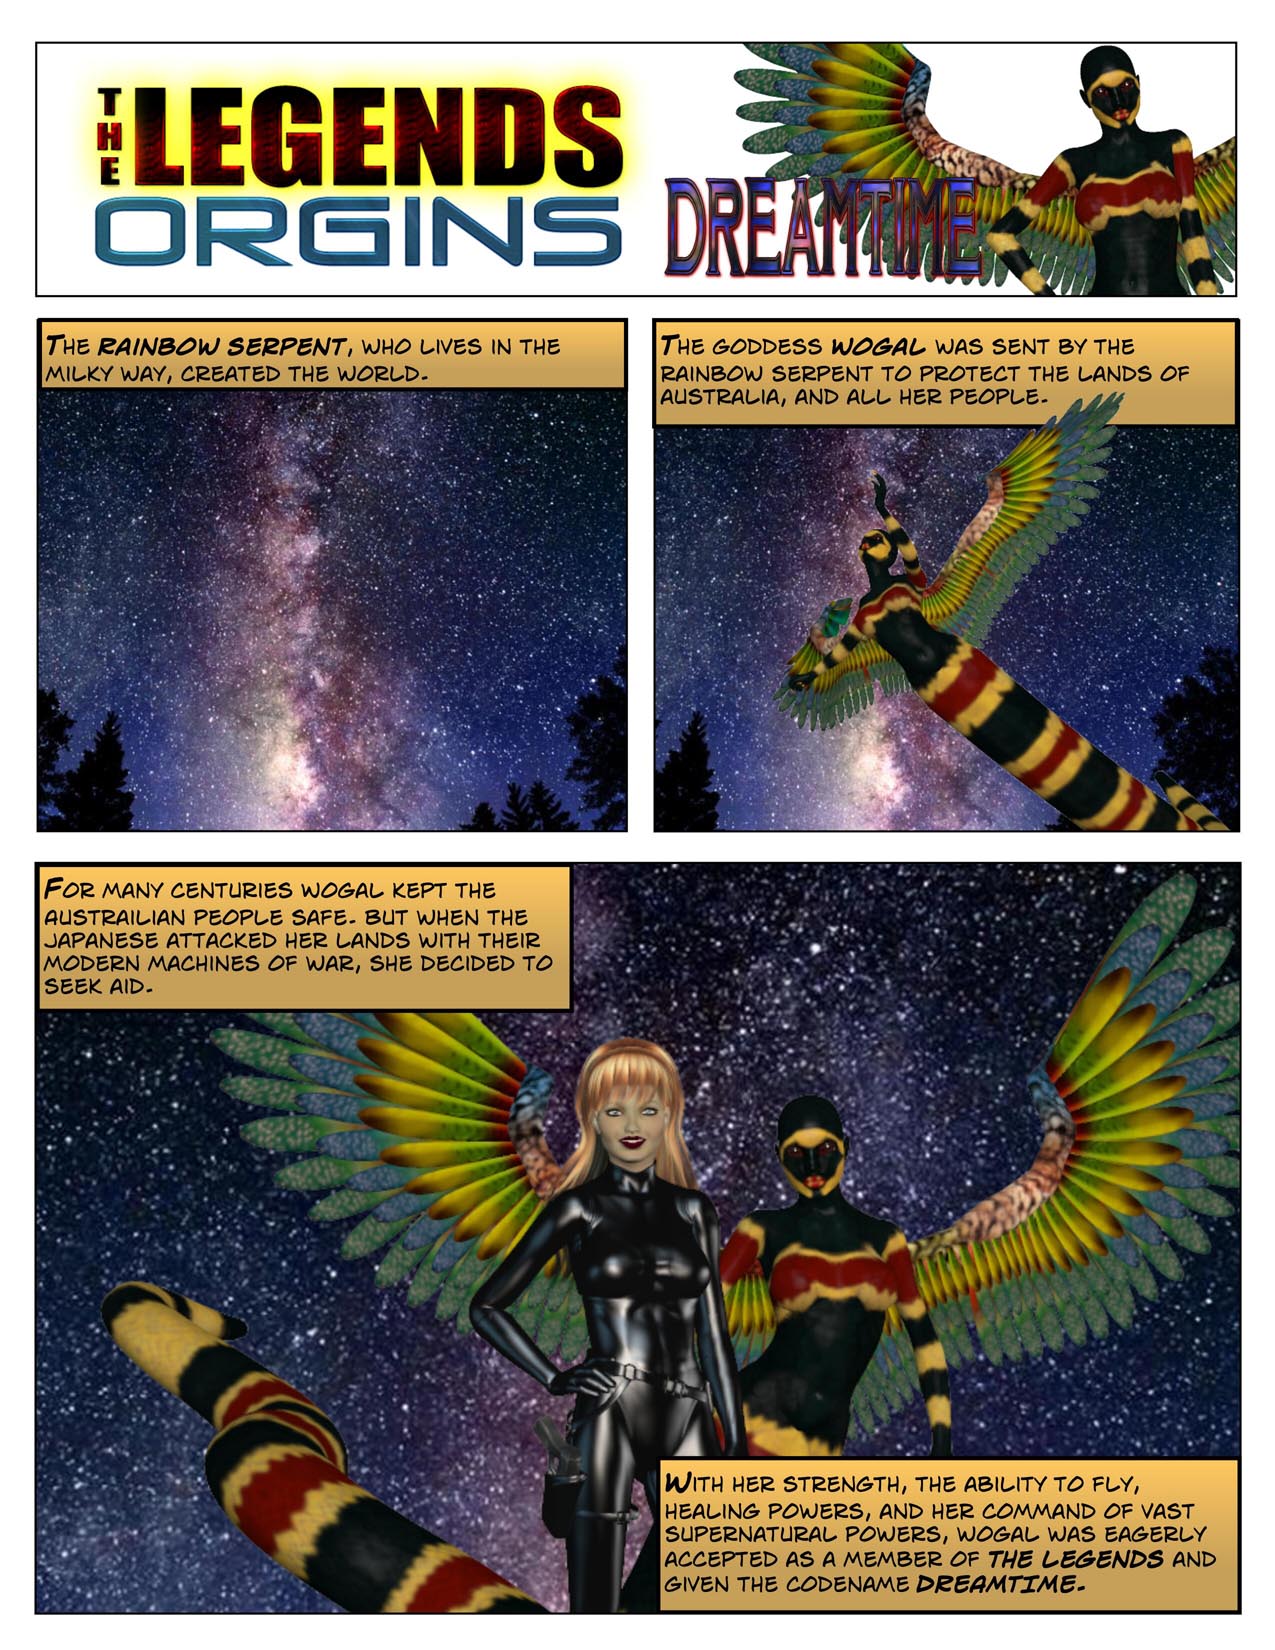 THE LEGENDS
ORGINS
DREAMTIME
THE RAINBOW SERPENT, WHO LIVES IN THE
MILKY WAY, CREATED THE WORLD.
THE GODDESS WOGAL WAS SENT BY THE
RAINBOW SERPENT TO PROTECT THE LANDS OF
AUSTRALIA, AND ALL HER PEOPLE.
FOR MANY CENTURIES WOGAL KEPT THE
AUSTRAILIAN PEOPLE SAFE. BUT WHEN THE
JAPANESE ATTACKED HER LANDS WITH THEIR
MODERN MACHINES OF WAR, SHE DECIDED TO
SEEK AID.
WITH HER STRENGTH, THE ABILITY TO FLY,
HEALING POWERS, AND HER COMMAND OF VAST
SUPERNATURAL POWERS, WOGAL WAS EAGERLY
ACCEPTED AS A MEMBER OF THE LEGENDS AND
GIVEN THE CODENAME DREAMTIME.